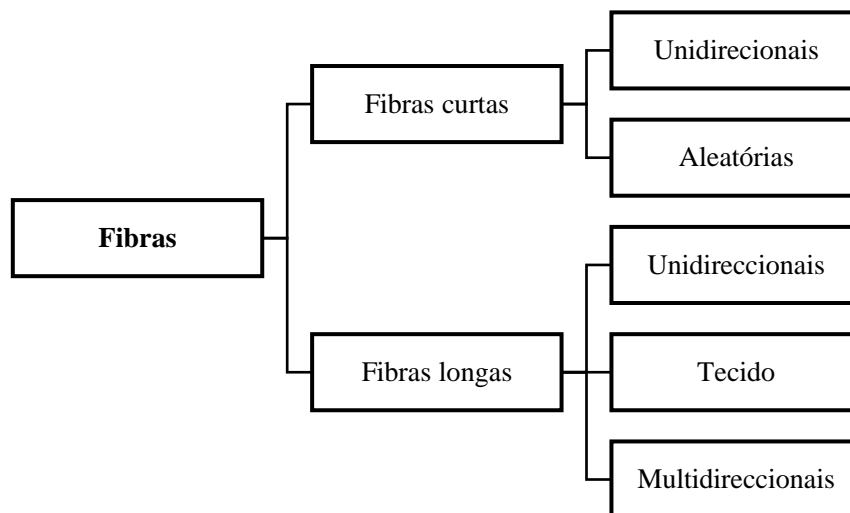 Fibras
Fibras curtas
Unidirecionais
Aleatórias
Fibras longas
Unidireccionais
Tecido
Multidireccionais